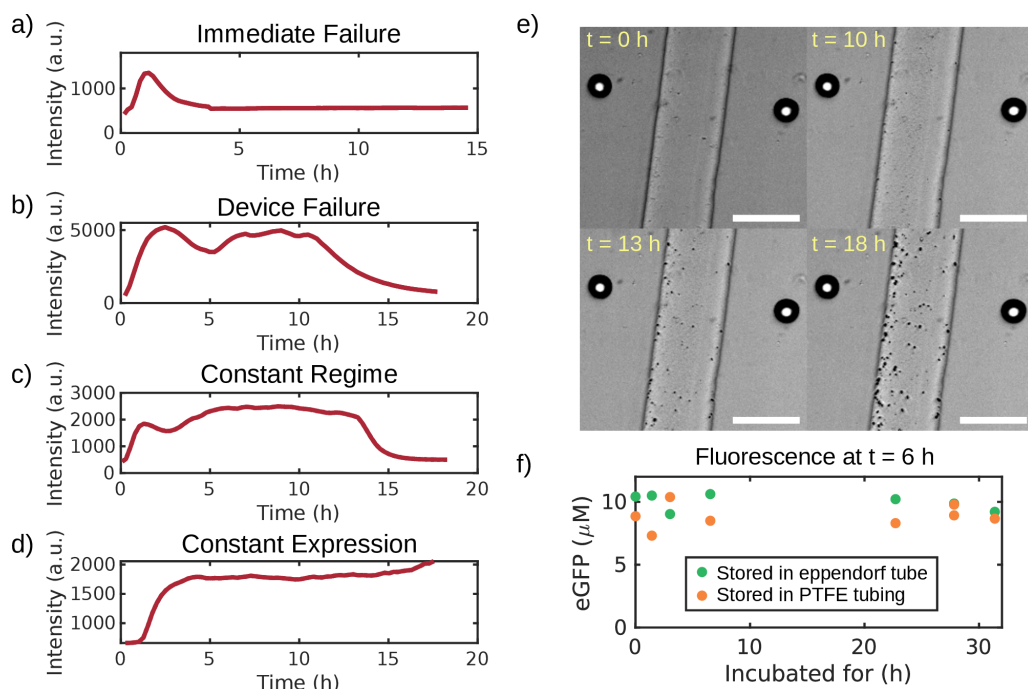 a)
Immediate Failure
Intensity (a.u.)
1000
0
0 5 10 15
Time (h)
b)
Device Failure
Intensity (a.u.)
5000
0
0 5 10 15 20
Time (h)
c)
Constant Regime
Intensity (a.u.)
3000
2000
1000
0
0 5 10 15 20
Time (h)
d)
Constant Expression
Intensity (a.u.)
2000
1500
1000
0 5 10 15 20
Time (h)
e)
t = 0 h
t = 10 h
t = 13 h
t = 18 h
f)
Fluorescence at t = 6 h
eGFP (μM)
10
5
0
Stored in eppendorf tube
Stored in PTFE tubing
10 20 30
Incubated for (h)